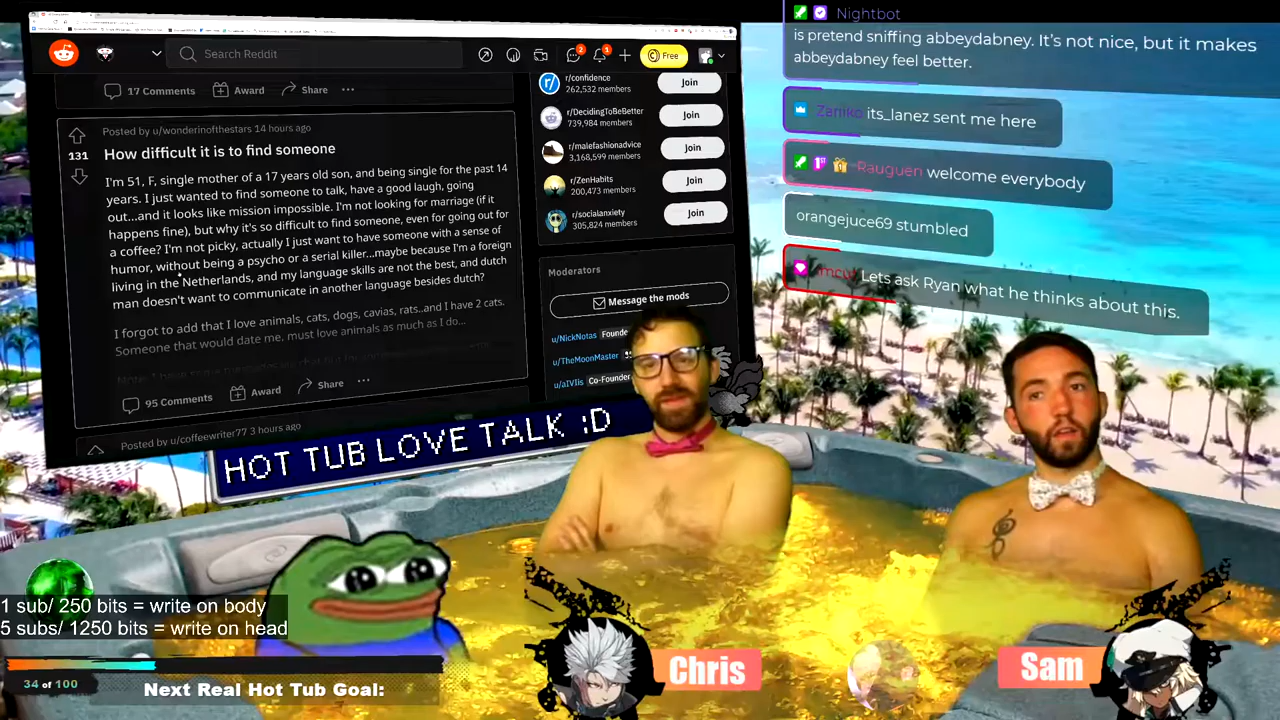 Search Reddit
2
1
Free
17 Comments
Award
Share
Posted by u/wonderinofthestars 14 hours ago
131
How difficult it is to find someone
I'm 51, F, single mother of a 17 years old son, and being single for the past 14
years. I just wanted to find someone to talk, have a good laugh, going
out...and it looks like mission impossible. I'm not looking for marriage (if it
happens fine), but why it's so difficult to find someone, even for going out for
a coffee? I'm not picky, actually I just want to have someone with a sense of
humor, without being a psycho or a serial killer...maybe because I'm a foreign
living in the Netherlands, and my language skills are not the best, and dutch
man doesn't want to communicate in another language besides dutch?
I forgot to add that I love animals, cats, dogs, cavias, rats..and I have 2 cats.
Someone that would date me, must love animals as much as I do...
95 Comments
Award
Share
Posted by u/coffeewriter77 3 hours ago
r/confidence
262,532 members
Join
r/DecidingToBeBetter
739,984 members
Join
r/malefashionadvice
3,168,599 members
Join
r/ZenHabits
200,473 members
Join
r/socialanxiety
305,824 members
Join
Moderators
Message the mods
u/NickNotas
u/TheMoonMaster
u/aIVIis Co-Founder
Nightbot
is pretend sniffing abbeydabney. It's not nice, but it makes
abbeydabney feel better.
Zaniko its_lanez sent me here
Rauguen welcome everybody
orangejuce69 stumbled
Lets ask Ryan what he thinks about this.
HOT TUB LOVE TALK :D
1 sub/ 250 bits = write on body
5 subs/ 1250 bits = write on head
34 of 100
Next Real Hot Tub Goal:
Chris
Sam